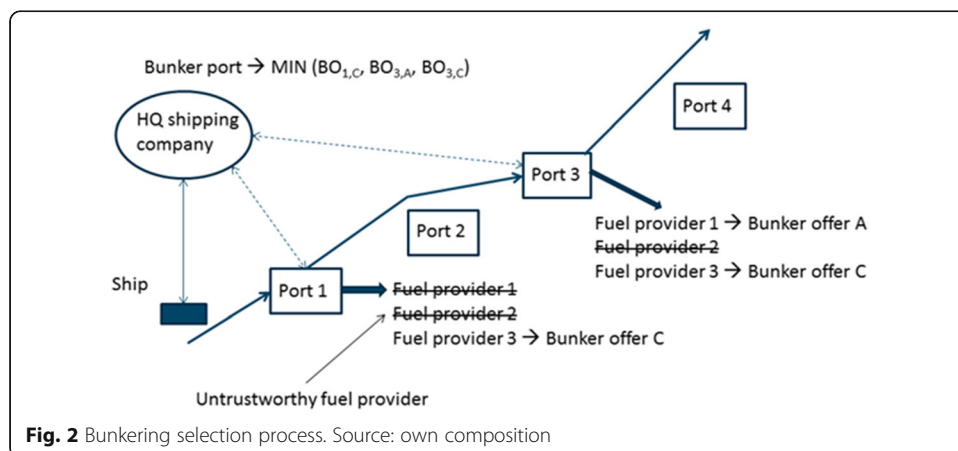 Bunker port → MIN (BO1,C, BO3,A, BO3,C)
HQ shipping
company
Port 4
Port 3
Fuel provider 1 → Bunker offer A
Fuel provider 2
Fuel provider 3 → Bunker offer C
Port 2
Ship
Port 1
Fuel provider 1
Fuel provider 2
Fuel provider 3 → Bunker offer C
Untrustworthy fuel provider
Fig. 2 Bunkering selection process. Source: own composition